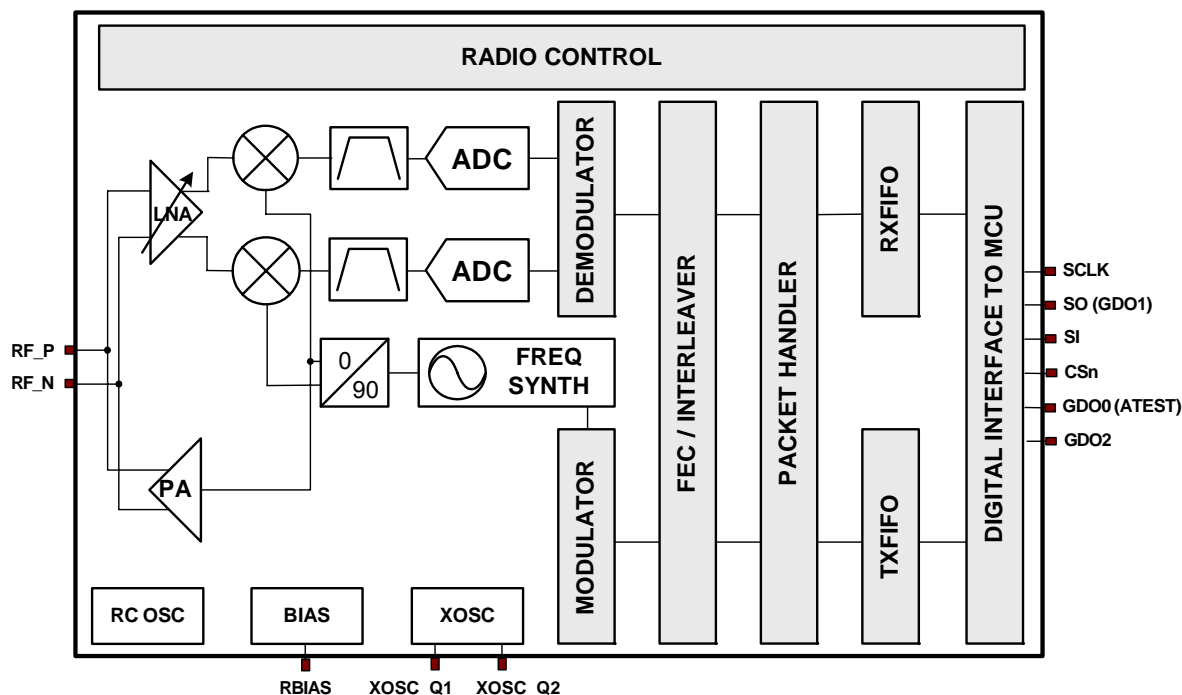 RADIO CONTROL
LNA
ADC
ADC
DEMODULATOR
FEC / INTERLEAVER
PACKET HANDLER
RXFIFO
DIGITAL INTERFACE TO MCU
SCLK
SO (GDO1)
SI
CSn
GDO0 (ATEST)
GDO2
RF_P
RF_N
0
90
FREQ
SYNTH
PA
MODULATOR
TXFIFO
RC OSC
BIAS
XOSC
RBIAS
XOSC_Q1
XOSC_Q2